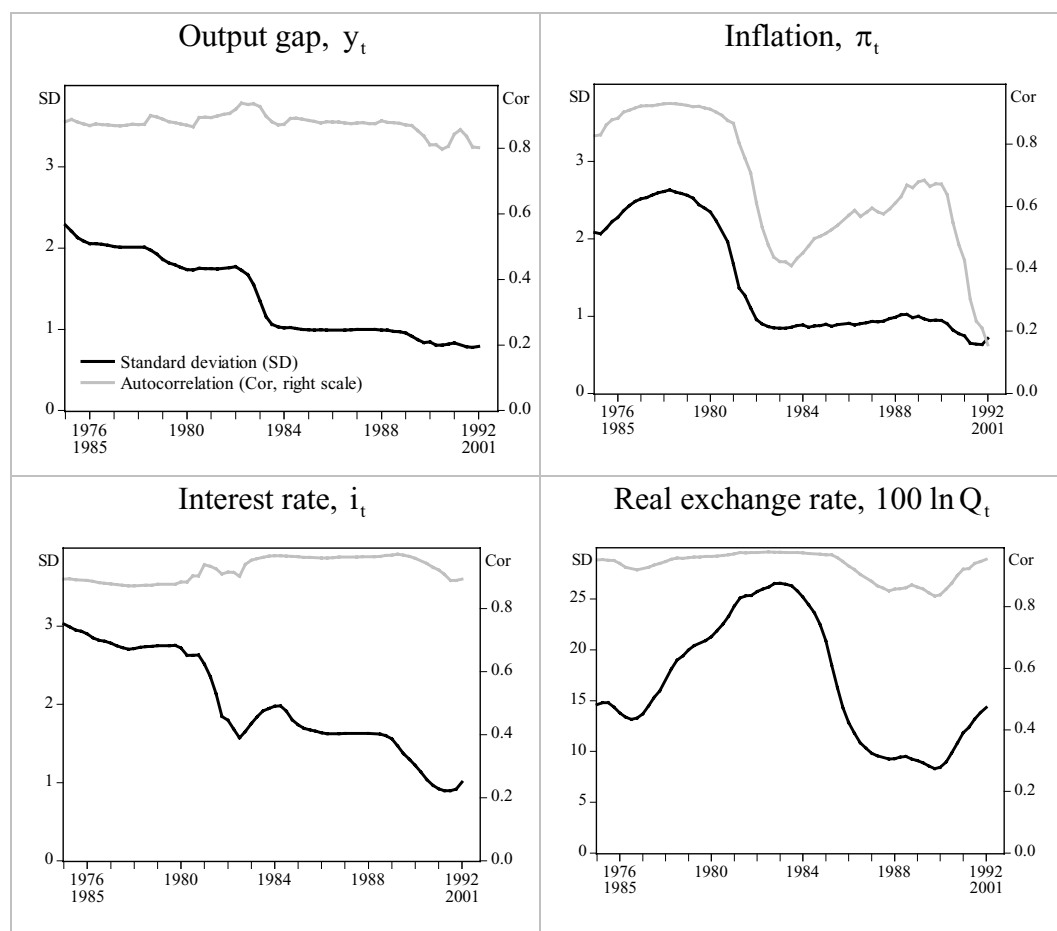 Output gap, yt
SD
Cor
3
2
1
0
0.8
0.6
0.4
0.2
0.0
Standard deviation (SD)
Autocorrelation (Cor, right scale)
1976 1980 1984 1988 1992
1985 2001
Inflation, πt
SD
Cor
3
2
1
0
0.8
0.6
0.4
0.2
0.0
1976 1980 1984 1988 1992
1985 2001
Interest rate, it
SD
Cor
3
2
1
0
0.8
0.6
0.4
0.2
0.0
1976 1980 1984 1988 1992
1985 2001
Real exchange rate, 100 ln Qt
SD
Cor
25
20
15
10
5
0
0.8
0.6
0.4
0.2
0.0
1976 1980 1984 1988 1992
1985 2001